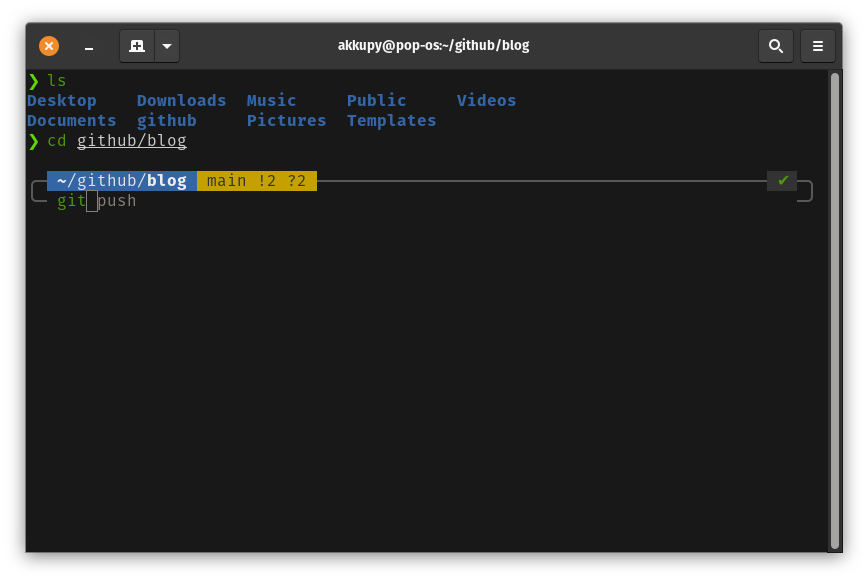 akkupy@pop-os:~/github/blog
❯ ls
Desktop Downloads Music Public Videos
Documents github Pictures Templates
❯ cd github/blog
~/github/blog main !2 ?2 ✔
git push